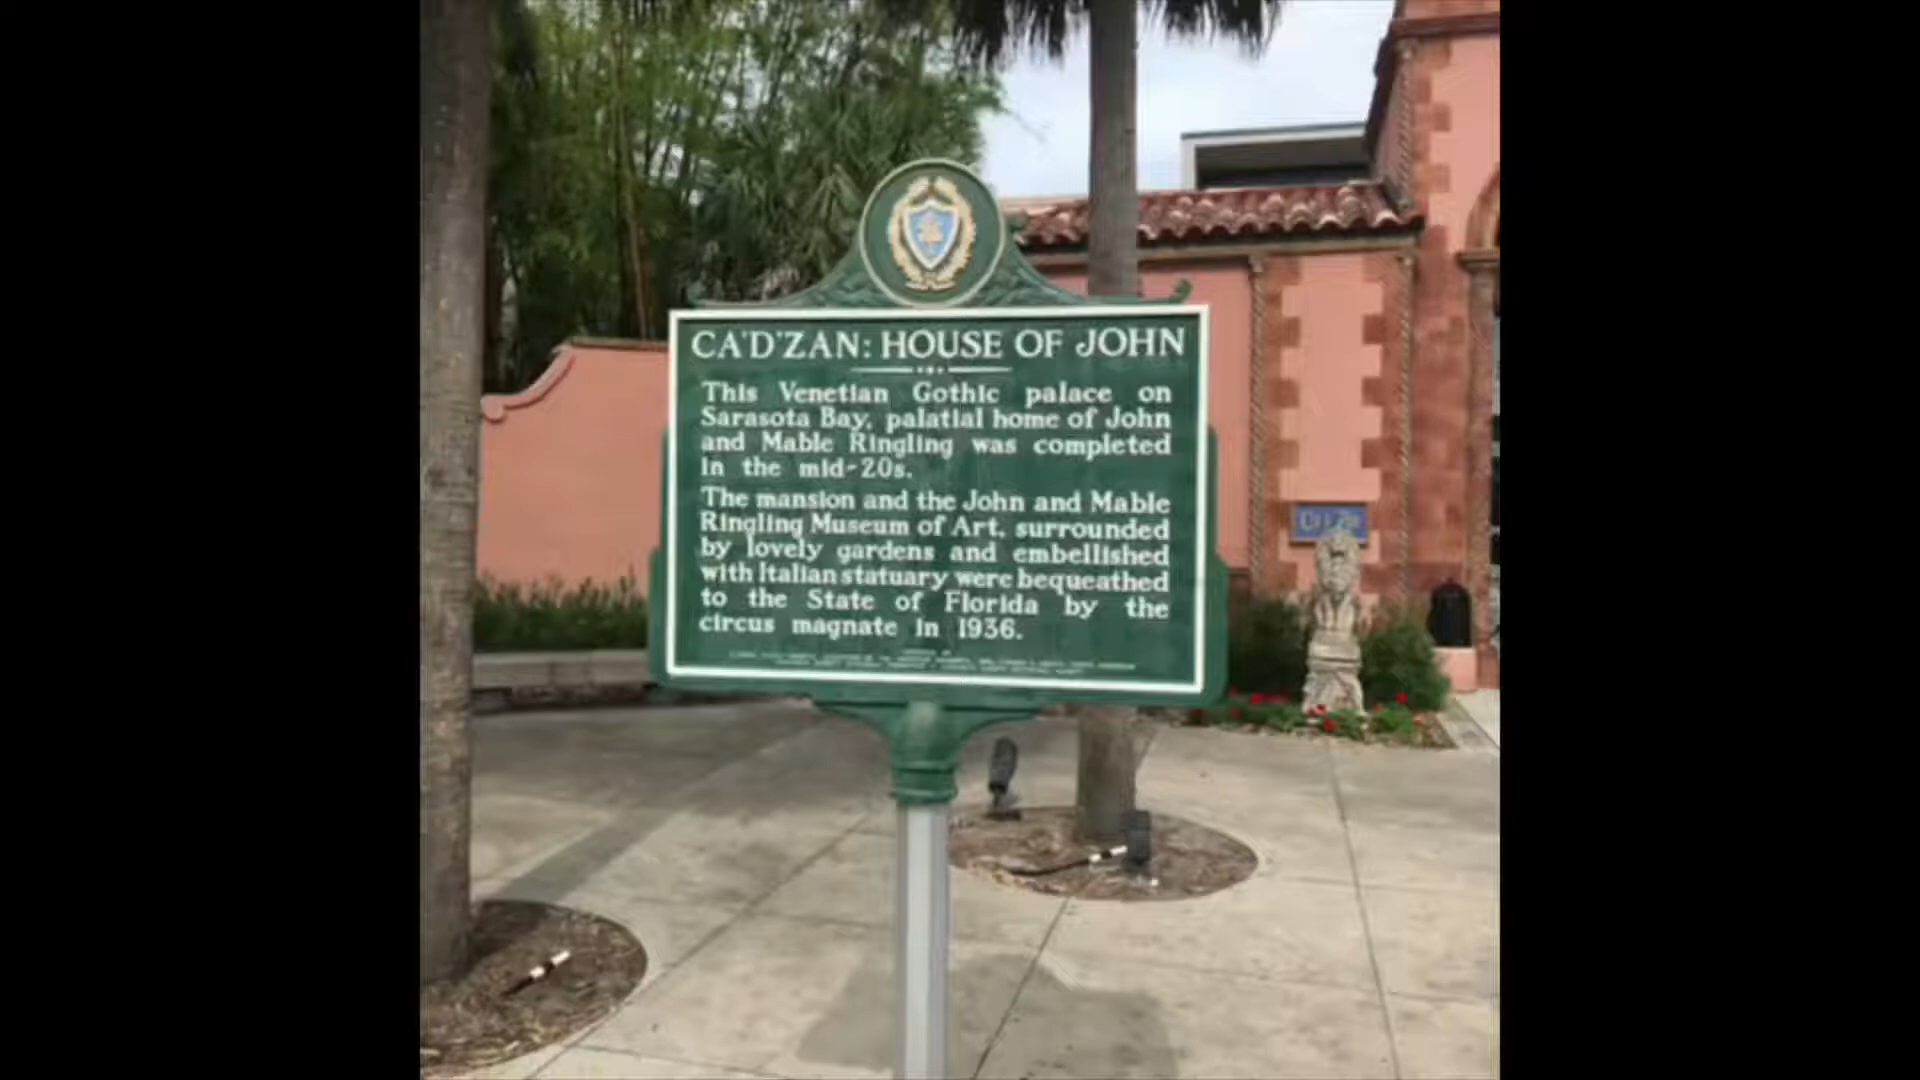 CA'D'ZAN: HOUSE OF JOHN
This Venetian Gothic palace on
Sarasota Bay, palatial home of John
and Mable Ringling was completed
in the mid-20s.
The mansion and the John and Mable
Ringling Museum of Art, surrounded
by lovely gardens and embellished
with Italian statuary were bequeathed
to the State of Florida by the
circus magnate in 1936.